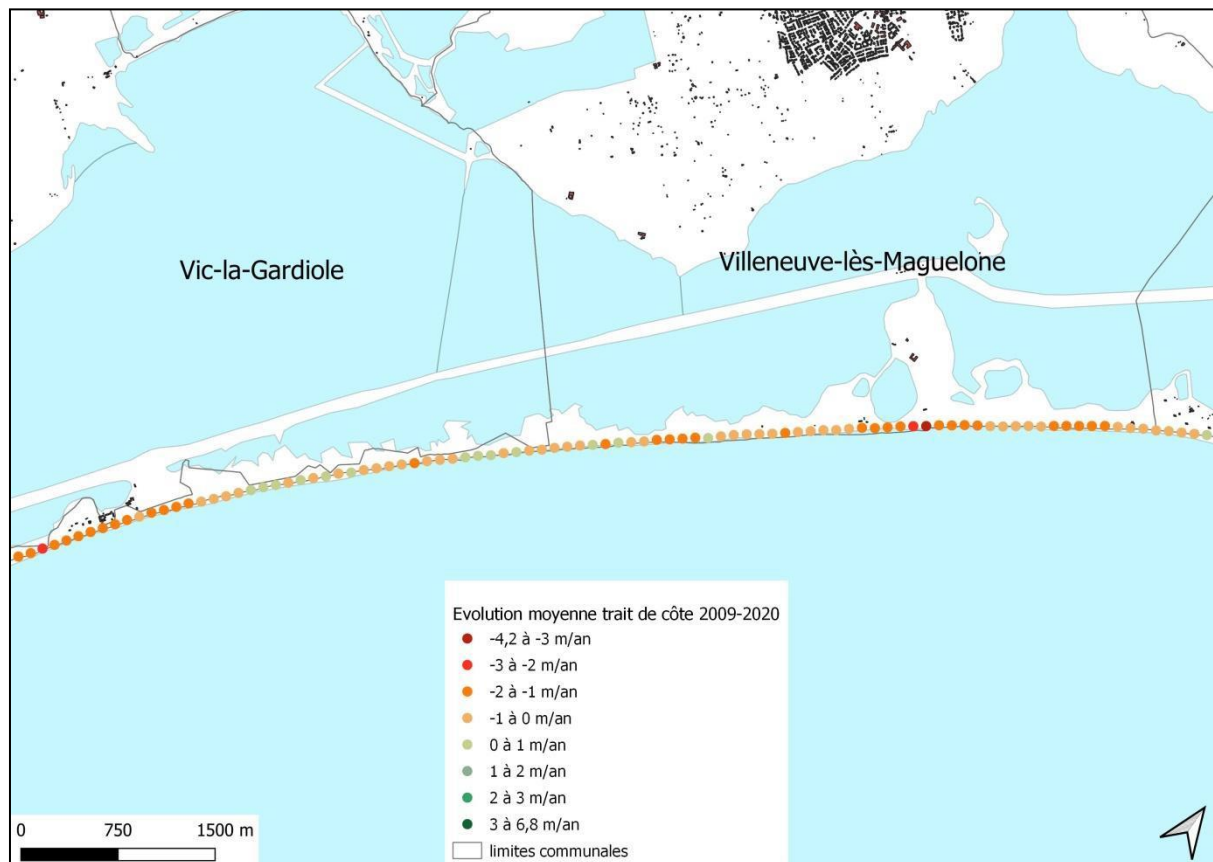 Vic-la-Gardiole
Villeneuve-lès-Maguelone
Evolution moyenne trait de côte 2009-2020
-4,2 à -3 m/an
-3 à -2 m/an
-2 à -1 m/an
-1 à 0 m/an
0 à 1 m/an
1 à 2 m/an
2 à 3 m/an
3 à 6,8 m/an
limites communales
0 750 1500 m